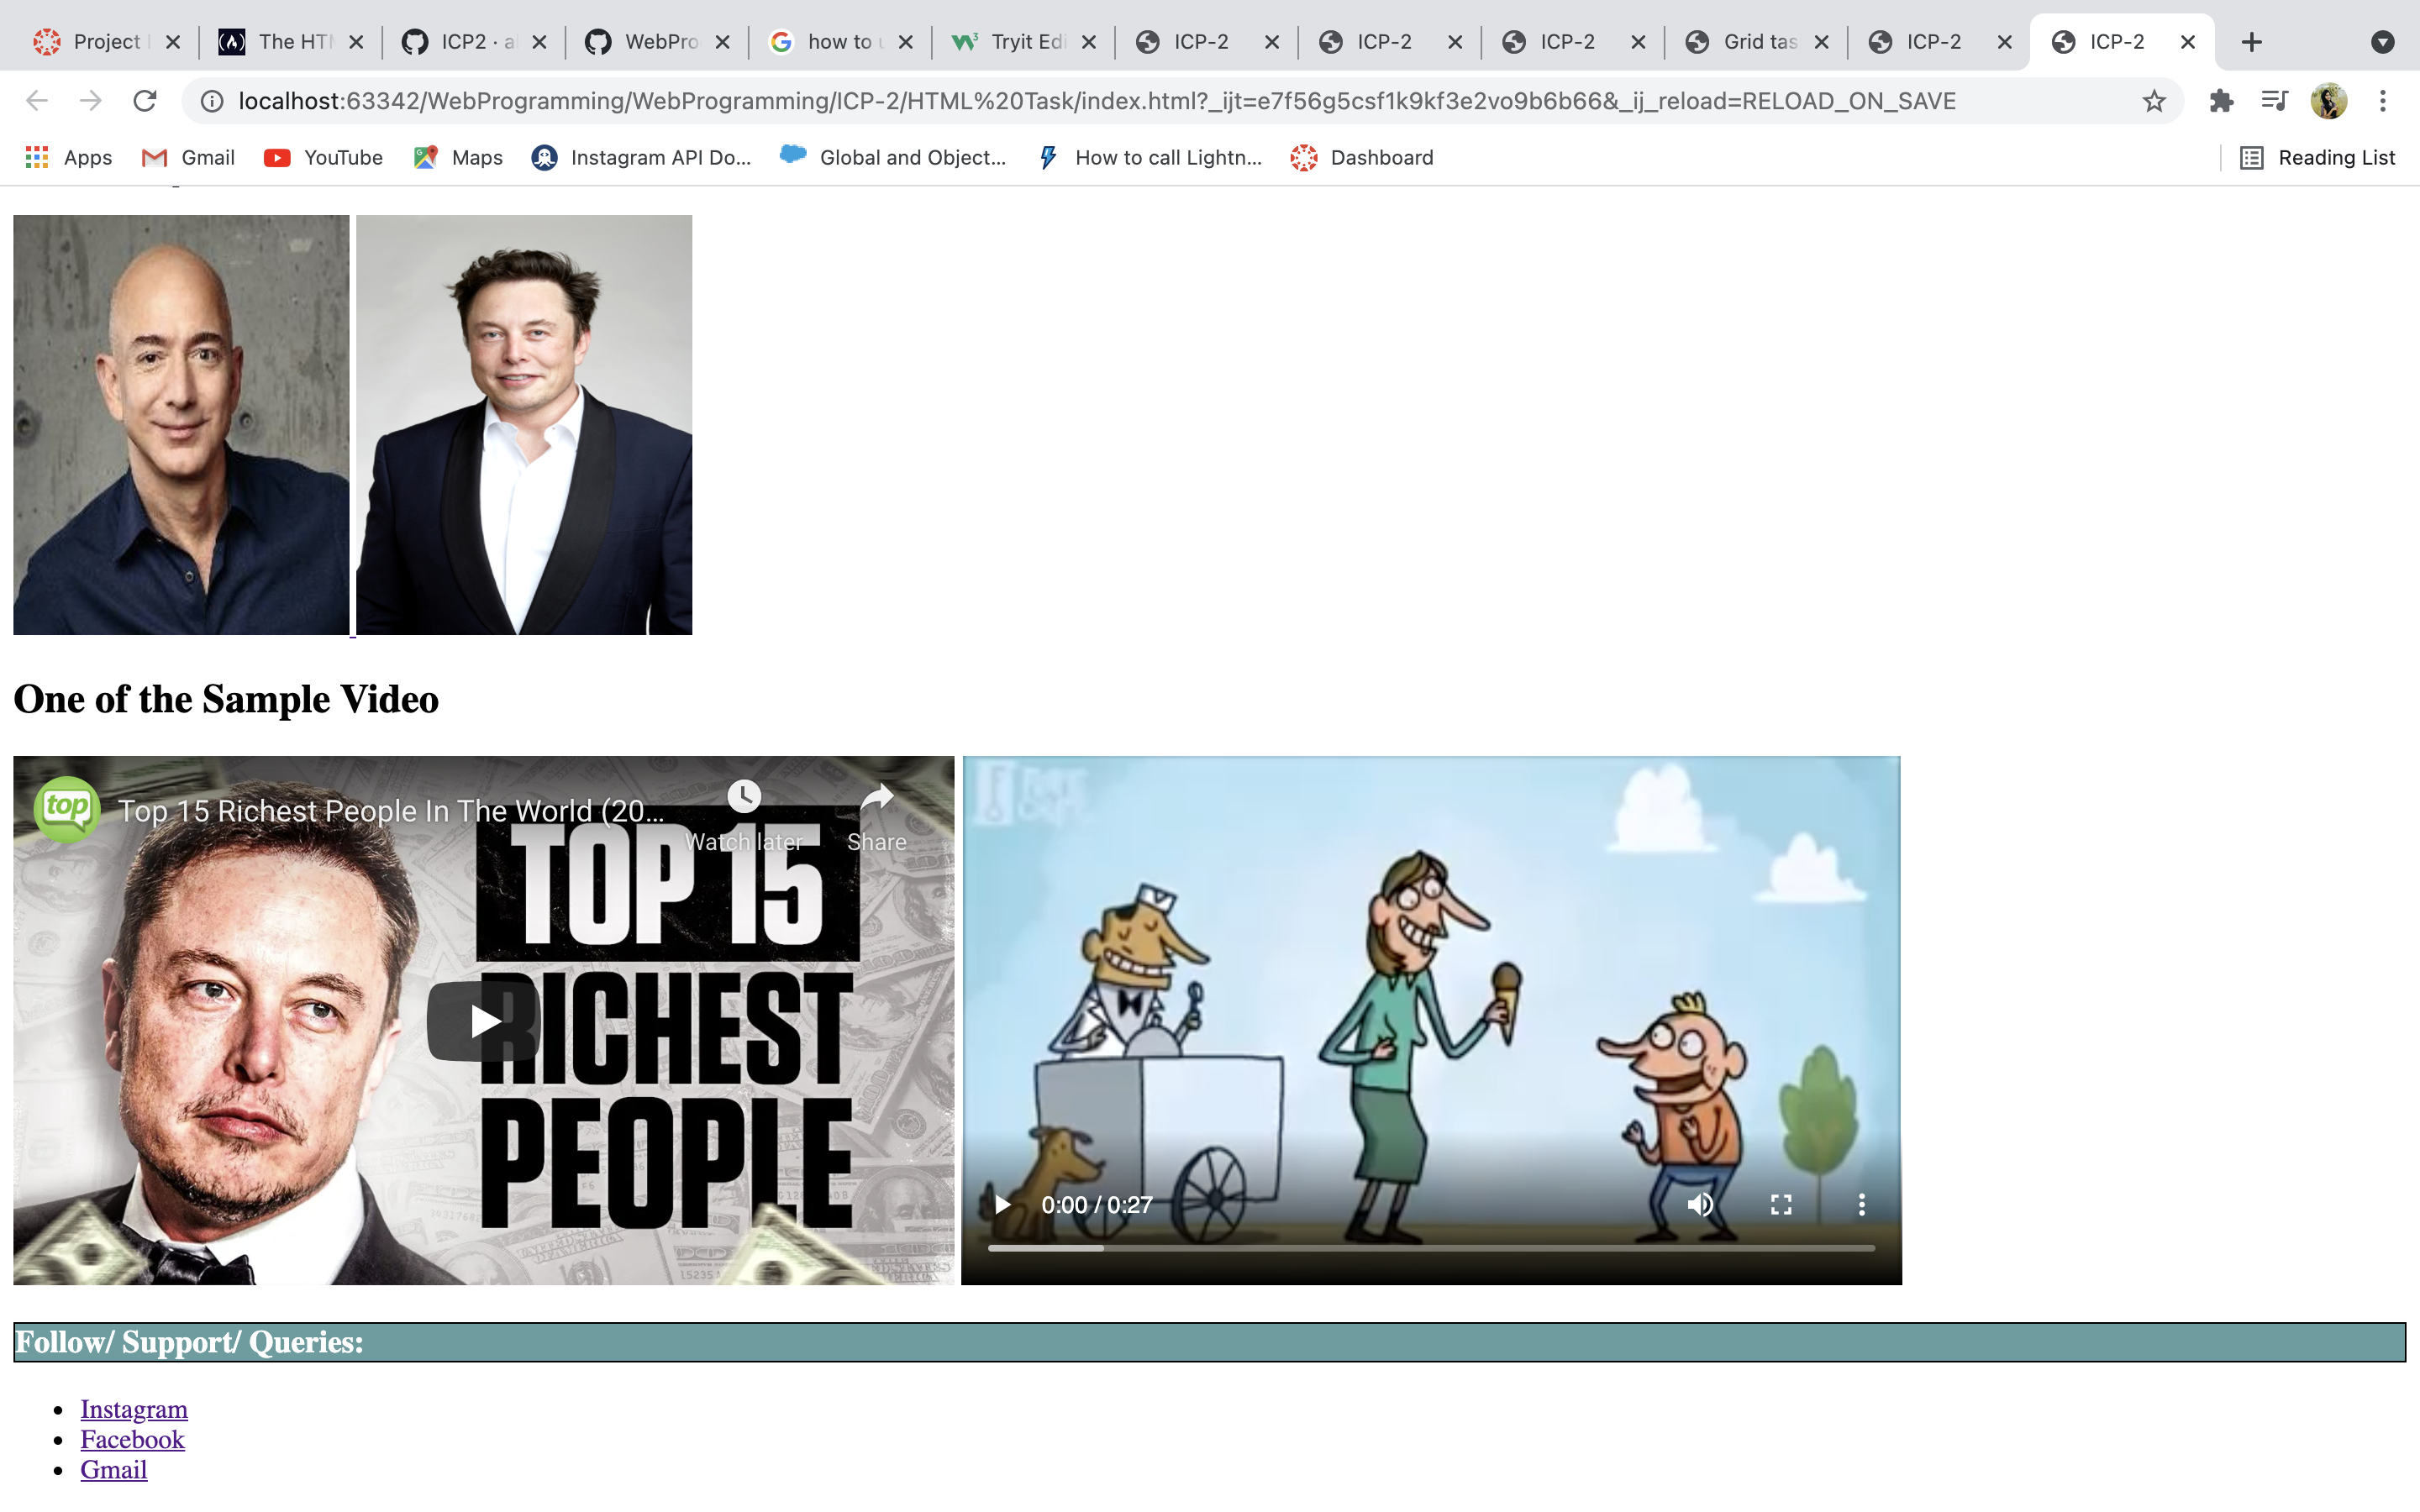 Project
The HT
ICP2 · a
WebPro
how to
Tryit Edi
ICP-2
ICP-2
ICP-2
Grid tas
ICP-2
ICP-2
localhost:63342/WebProgramming/WebProgramming/ICP-2/HTML%20Task/index.html?_ijt=e7f56g5csf1k9kf3e2vo9b6b66&_ij_reload=RELOAD_ON_SAVE
Apps
Gmail
YouTube
Maps
Instagram API Do...
Global and Object...
How to call Lightn...
Dashboard
Reading List
One of the Sample Video
top
Top 15 Richest People In The World (20...
Watch later
Share
TOP 15
RICHEST
PEOPLE
0:00 / 0:27
Follow/ Support/ Queries:
Instagram
Facebook
Gmail